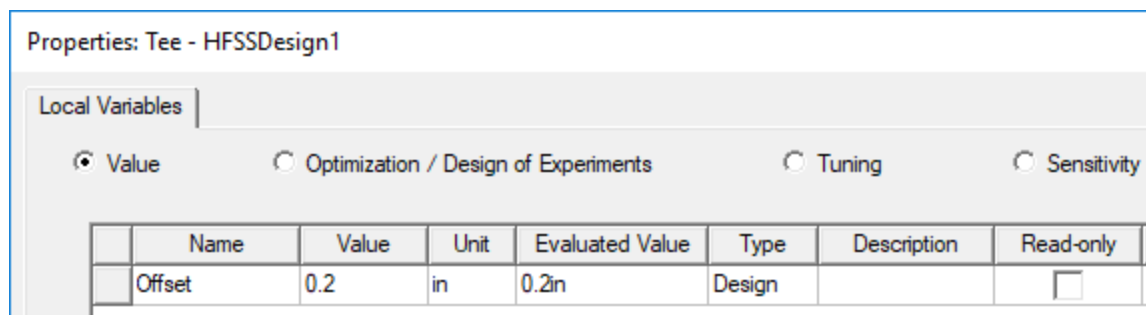 Properties: Tee - HFSSDesign1
Local Variables
Value Optimization / Design of Experiments Tuning Sensitivity
Name Value Unit Evaluated Value Type Description Read-only
Offset 0.2 in 0.2in Design